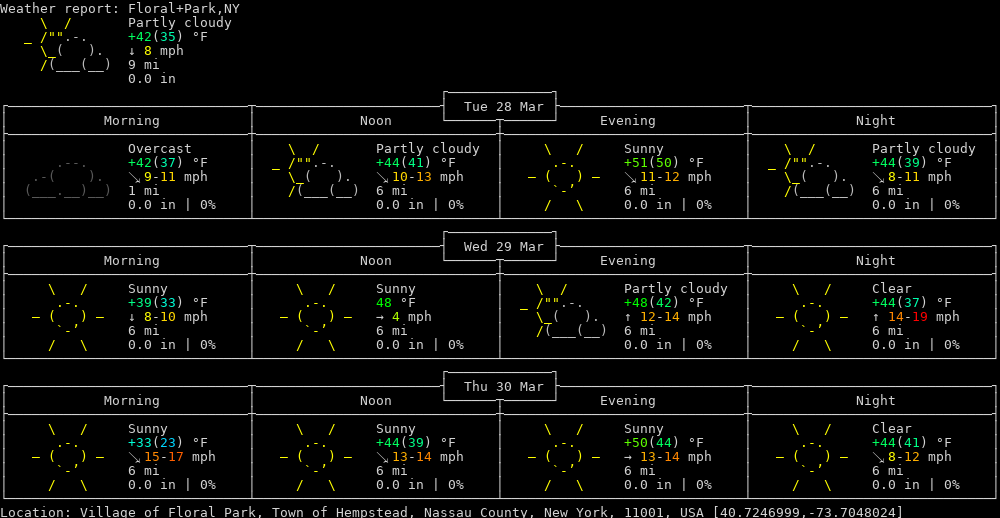 Weather report: Floral+Park,NY
Partly cloudy
+42(35) °F
↓ 8 mph
9 mi
0.0 in
Tue 28 Mar
Morning Noon Evening Night
Overcast Partly cloudy Sunny Partly cloudy
+42(37) °F +44(41) °F +51(50) °F +44(39) °F
↘ 9-11 mph ↘ 10-13 mph ↘ 11-12 mph ↘ 8-11 mph
1 mi 6 mi 6 mi 6 mi
0.0 in | 0% 0.0 in | 0% 0.0 in | 0% 0.0 in | 0%
Wed 29 Mar
Morning Noon Evening Night
Sunny Sunny Partly cloudy Clear
+39(33) °F 48 °F +48(42) °F +44(37) °F
↓ 8-10 mph → 4 mph ↑ 12-14 mph ↑ 14-19 mph
6 mi 6 mi 6 mi 6 mi
0.0 in | 0% 0.0 in | 0% 0.0 in | 0% 0.0 in | 0%
Thu 30 Mar
Morning Noon Evening Night
Sunny Sunny Sunny Clear
+33(23) °F +44(39) °F +50(44) °F +44(41) °F
↘ 15-17 mph ↘ 13-14 mph → 13-14 mph ↘ 8-12 mph
6 mi 6 mi 6 mi 6 mi
0.0 in | 0% 0.0 in | 0% 0.0 in | 0% 0.0 in | 0%
Location: Village of Floral Park, Town of Hempstead, Nassau County, New York, 11001, USA [40.7246999,-73.7048024]